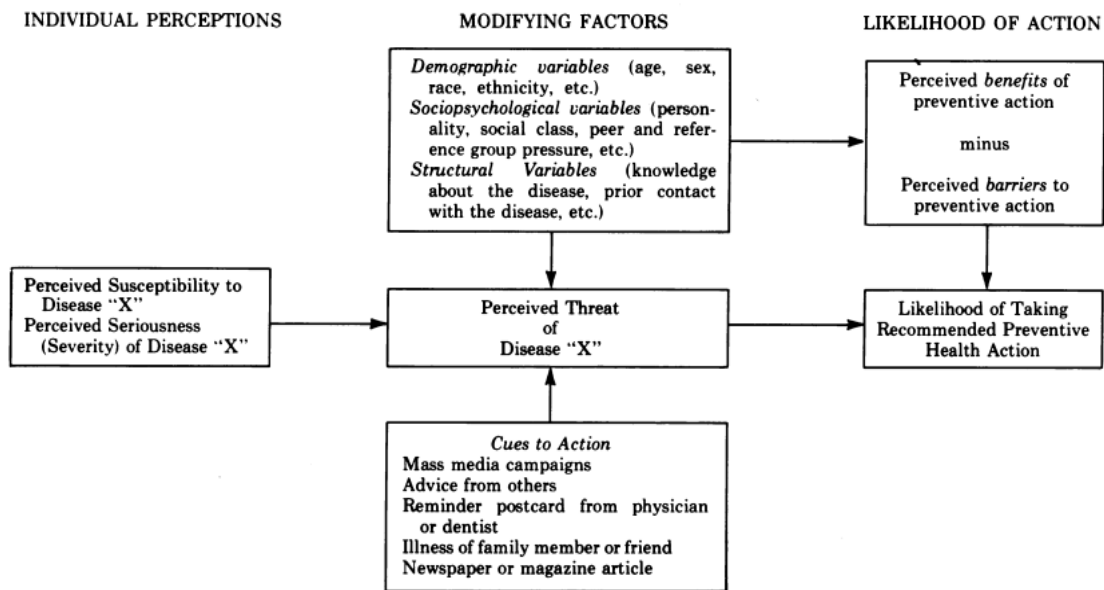 INDIVIDUAL PERCEPTIONS
MODIFYING FACTORS
LIKELIHOOD OF ACTION
Demographic variables (age, sex,
race, ethnicity, etc.)
Sociopsychological variables (person-
ality, social class, peer and refer-
ence group pressure, etc.)
Structural Variables (knowledge
about the disease, prior contact
with the disease, etc.)
Perceived benefits of
preventive action
minus
Perceived barriers to
preventive action
Perceived Susceptibility to
Disease “X”
Perceived Seriousness
(Severity) of Disease “X”
Perceived Threat
of
Disease “X”
Likelihood of Taking
Recommended Preventive
Health Action
Cues to Action
Mass media campaigns
Advice from others
Reminder postcard from physician
or dentist
Illness of family member or friend
Newspaper or magazine article